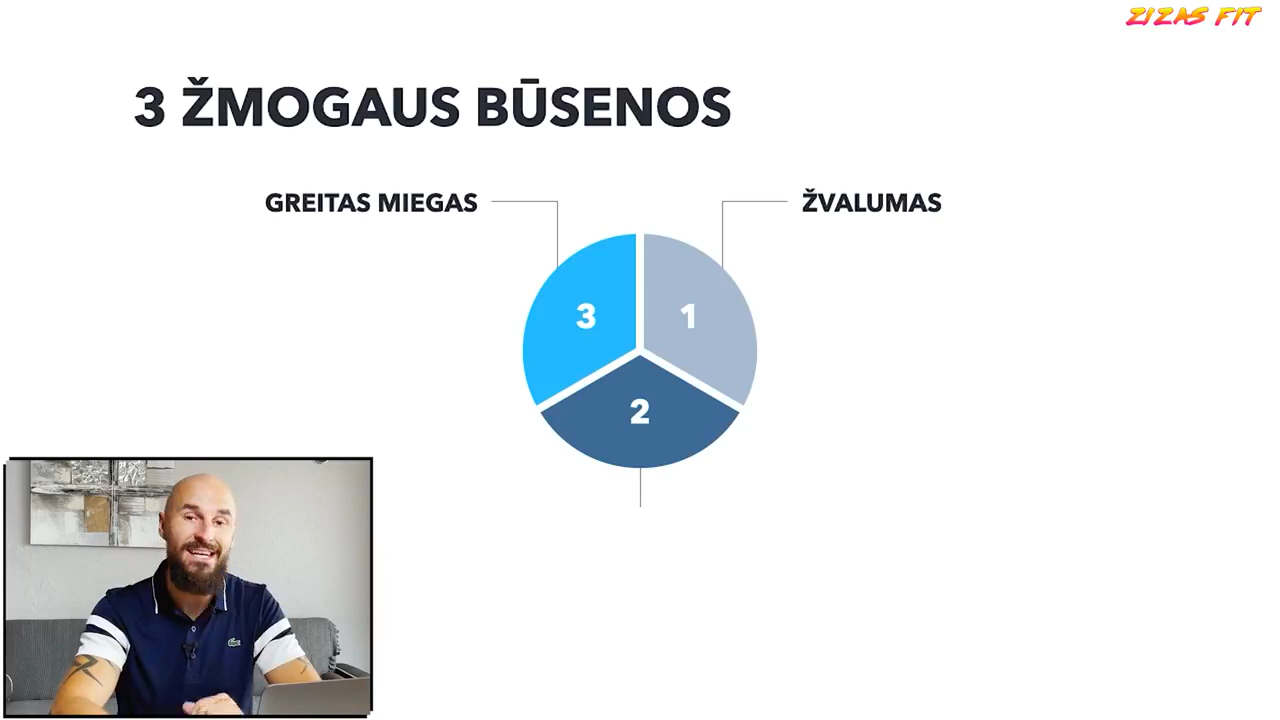 ZIZAS FIT
3 ŽMOGAUS BŪSENOS
GREITAS MIEGAS
ŽVALUMAS
3
1
2